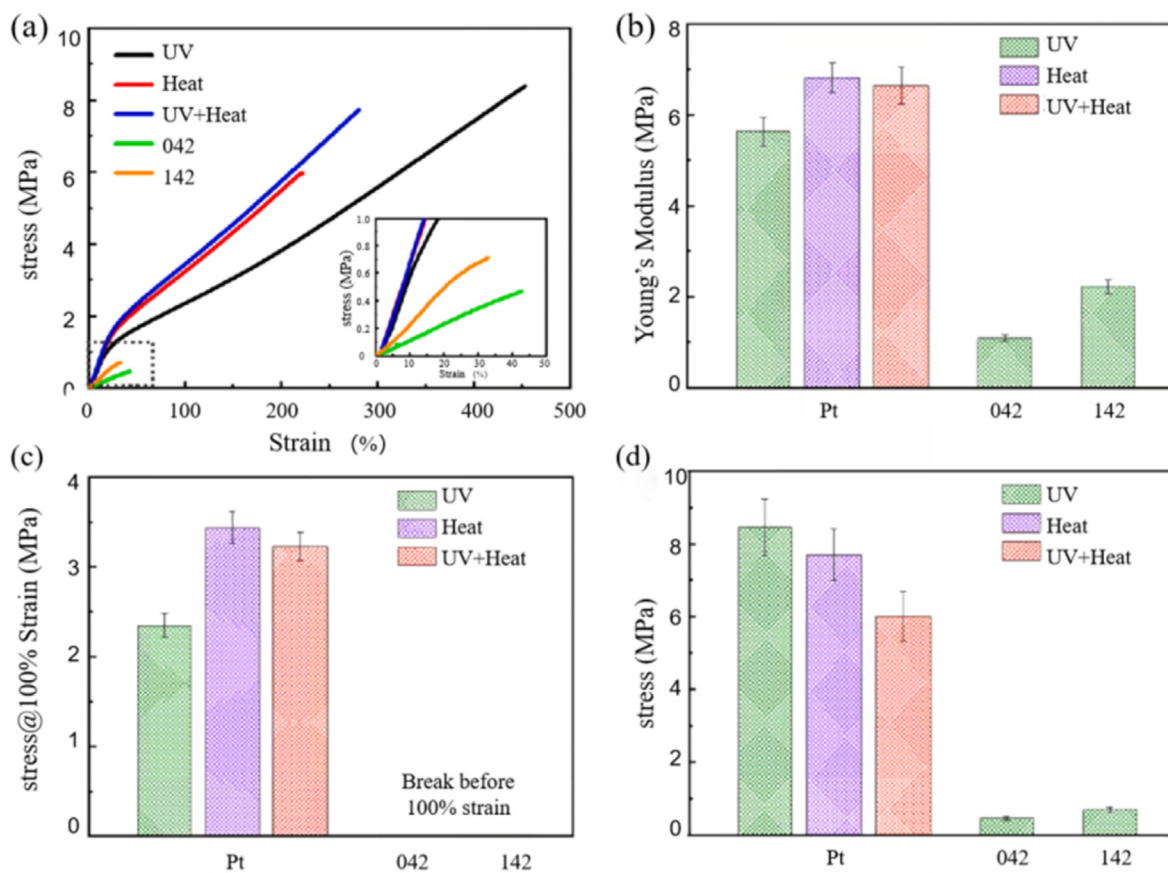 (a)
10
8
6
4
2
0
stress (MPa)
UV
Heat
UV+Heat
042
142
1.0
0.8
0.6
0.4
0.2
0
stress (MPa)
0 10 20 30 40 50
Strain (%)
0 100 200 300 400 500
Strain (%)
(b)
8
6
4
2
0
Young's Modulus (MPa)
UV
Heat
UV+Heat
Pt 042 142
(c)
4
3
2
1
0
stress@100% Strain (MPa)
UV
Heat
UV+Heat
Break before
100% strain
Pt 042 142
(d)
10
8
6
4
2
0
stress (MPa)
UV
Heat
UV+Heat
Pt 042 142